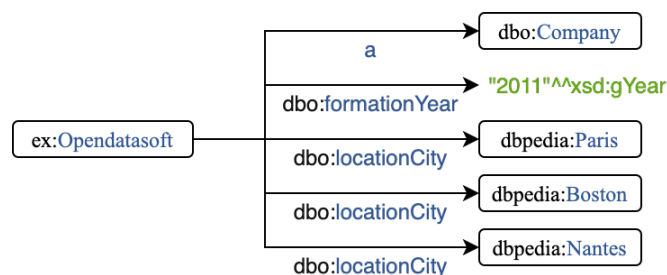 dbo:Company
a
"2011"^^xsd:gYear
dbo:formationYear
ex:Opendatasoft
dbpedia:Paris
dbo:locationCity
dbpedia:Boston
dbo:locationCity
dbpedia:Nantes
dbo:locationCity